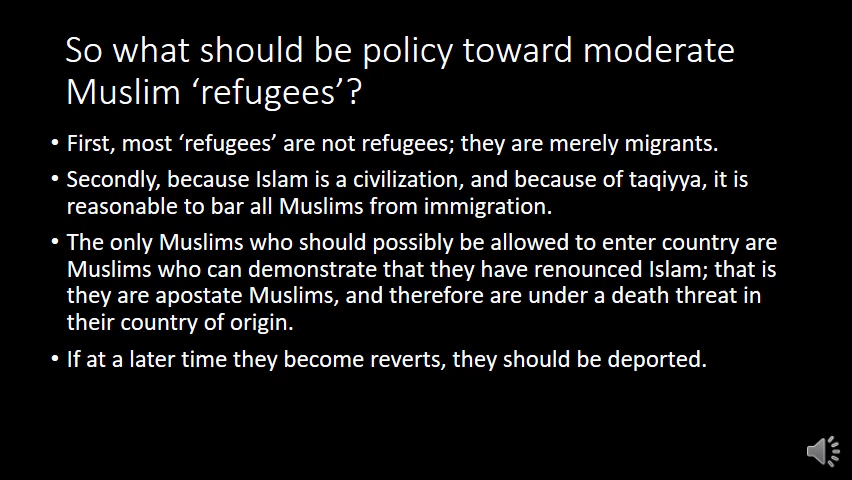 So what should be policy toward moderate
Muslim ‘refugees’?
• First, most ‘refugees’ are not refugees; they are merely migrants.
• Secondly, because Islam is a civilization, and because of taqiyya, it is
reasonable to bar all Muslims from immigration.
• The only Muslims who should possibly be allowed to enter country are
Muslims who can demonstrate that they have renounced Islam; that is
they are apostate Muslims, and therefore are under a death threat in
their country of origin.
• If at a later time they become reverts, they should be deported.